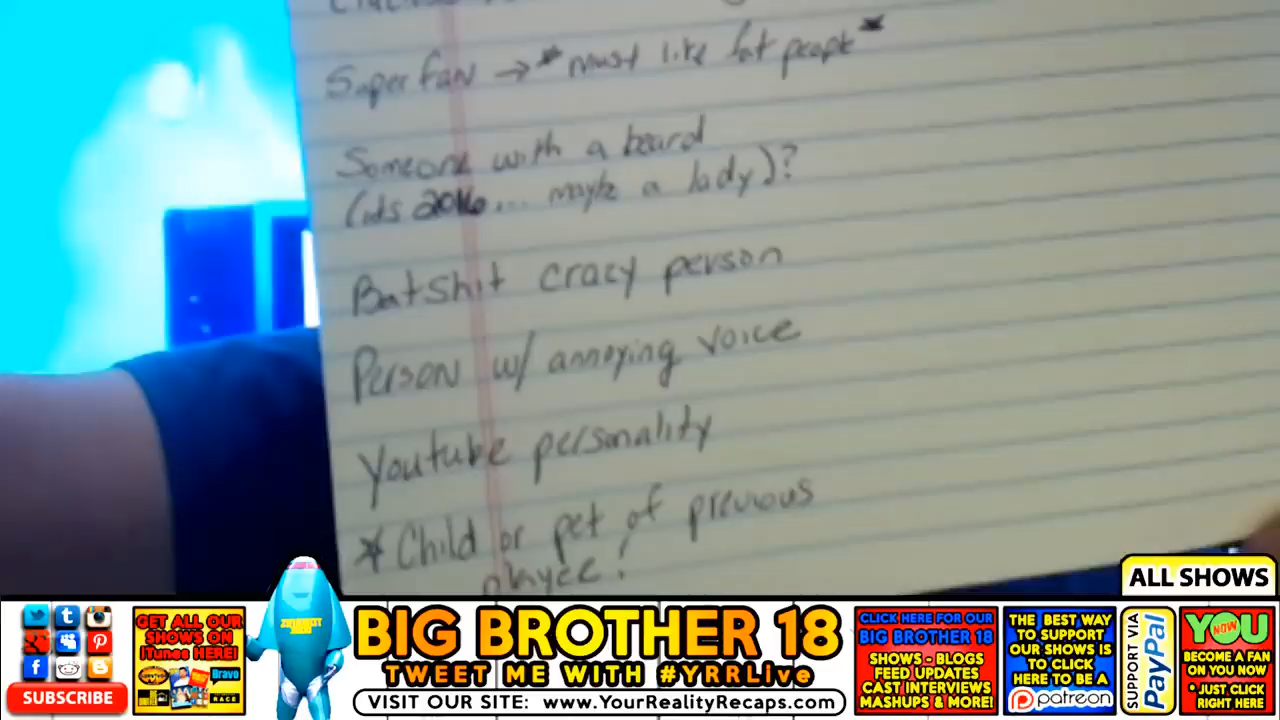 Super fan → *must like fat people*
Someone with a beard
(its 2016... maybe a lady)?
Batshit crazy person
Person w/ annoying voice
Youtube personality
*Child or pet of previous
player!
ALL SHOWS
GET ALL OUR
SHOWS ON
iTunes HERE!
Bravo
RACE
SUBSCRIBE
BIG BROTHER 18
TWEET ME WITH #YRRLive
VISIT OUR SITE: www.YourRealityRecaps.com
CLICK HERE FOR OUR
BIG BROTHER 18
SHOWS - BLOGS
FEED UPDATES
CAST INTERVIEWS
MASHUPS & MORE!
THE BEST WAY
TO SUPPORT
OUR SHOWS IS
TO CLICK
HERE TO BE A
patreon
SUPPORT VIA
PayPal
YOU
NOW
BECOME A FAN
ON YOU NOW
* JUST CLICK
RIGHT HERE